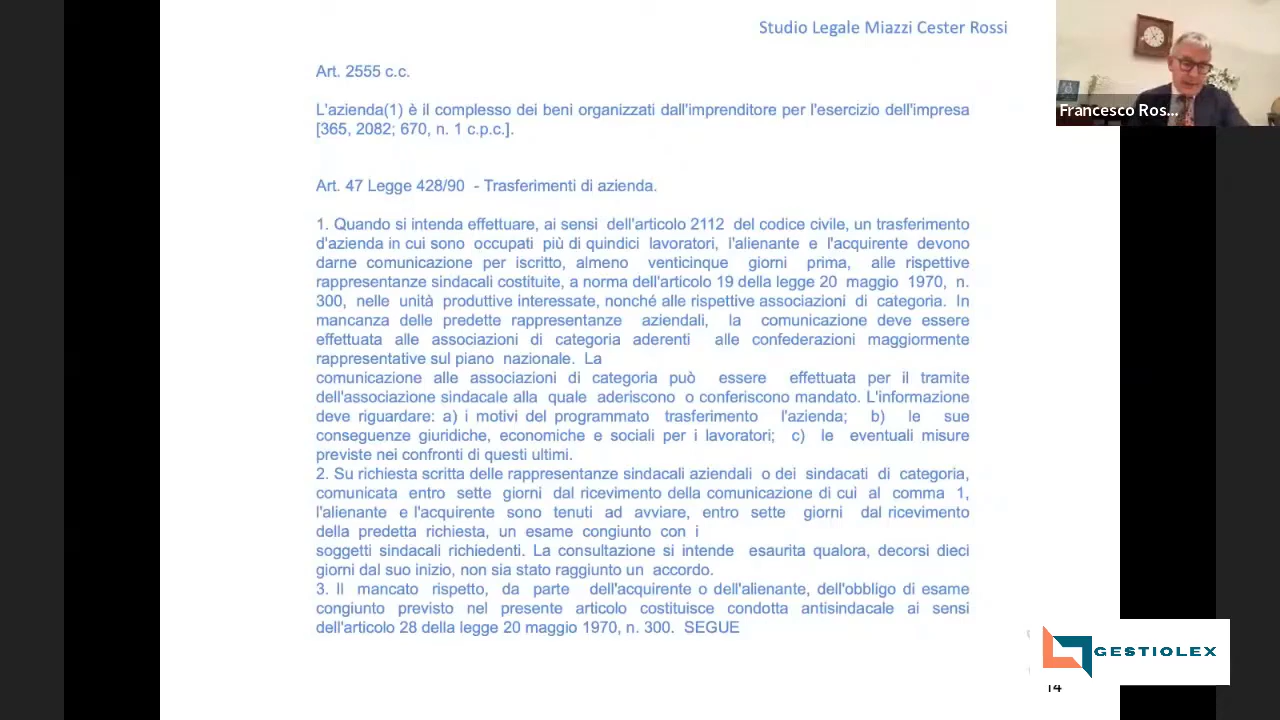 Studio Legale Miazzi Cester Rossi
Francesco Ros...
Art. 2555 c.c.
L'azienda(1) è il complesso dei beni organizzati dall'imprenditore per l'esercizio dell'impresa
[365, 2082; 670, n. 1 c.p.c.].
Art. 47 Legge 428/90 - Trasferimenti di azienda.
1. Quando si intenda effettuare, ai sensi dell'articolo 2112 del codice civile, un trasferimento
d'azienda in cui sono occupati più di quindici lavoratori, l'alienante e l'acquirente devono
darne comunicazione per iscritto, almeno venticinque giorni prima, alle rispettive
rappresentanze sindacali costituite, a norma dell'articolo 19 della legge 20 maggio 1970, n.
300, nelle unità produttive interessate, nonché alle rispettive associazioni di categoria. In
mancanza delle predette rappresentanze aziendali, la comunicazione deve essere
effettuata alle associazioni di categoria aderenti alle confederazioni maggiormente
rappresentative sul piano nazionale. La
comunicazione alle associazioni di categoria può essere effettuata per il tramite
dell'associazione sindacale alla quale aderiscono o conferiscono mandato. L'informazione
deve riguardare: a) i motivi del programmato trasferimento l'azienda; b) le sue
conseguenze giuridiche, economiche e sociali per i lavoratori; c) le eventuali misure
previste nei confronti di questi ultimi.
2. Su richiesta scritta delle rappresentanze sindacali aziendali o dei sindacati di categoria,
comunicata entro sette giorni dal ricevimento della comunicazione di cui al comma 1,
l'alienante e l'acquirente sono tenuti ad avviare, entro sette giorni dal ricevimento
della predetta richiesta, un esame congiunto con i
soggetti sindacali richiedenti. La consultazione si intende esaurita qualora, decorsi dieci
giorni dal suo inizio, non sia stato raggiunto un accordo.
3. Il mancato rispetto, da parte dell'acquirente o dell'alienante, dell'obbligo di esame
congiunto previsto nel presente articolo costituisce condotta antisindacale ai sensi
dell'articolo 28 della legge 20 maggio 1970, n. 300. SEGUE
GESTIOLEX
14